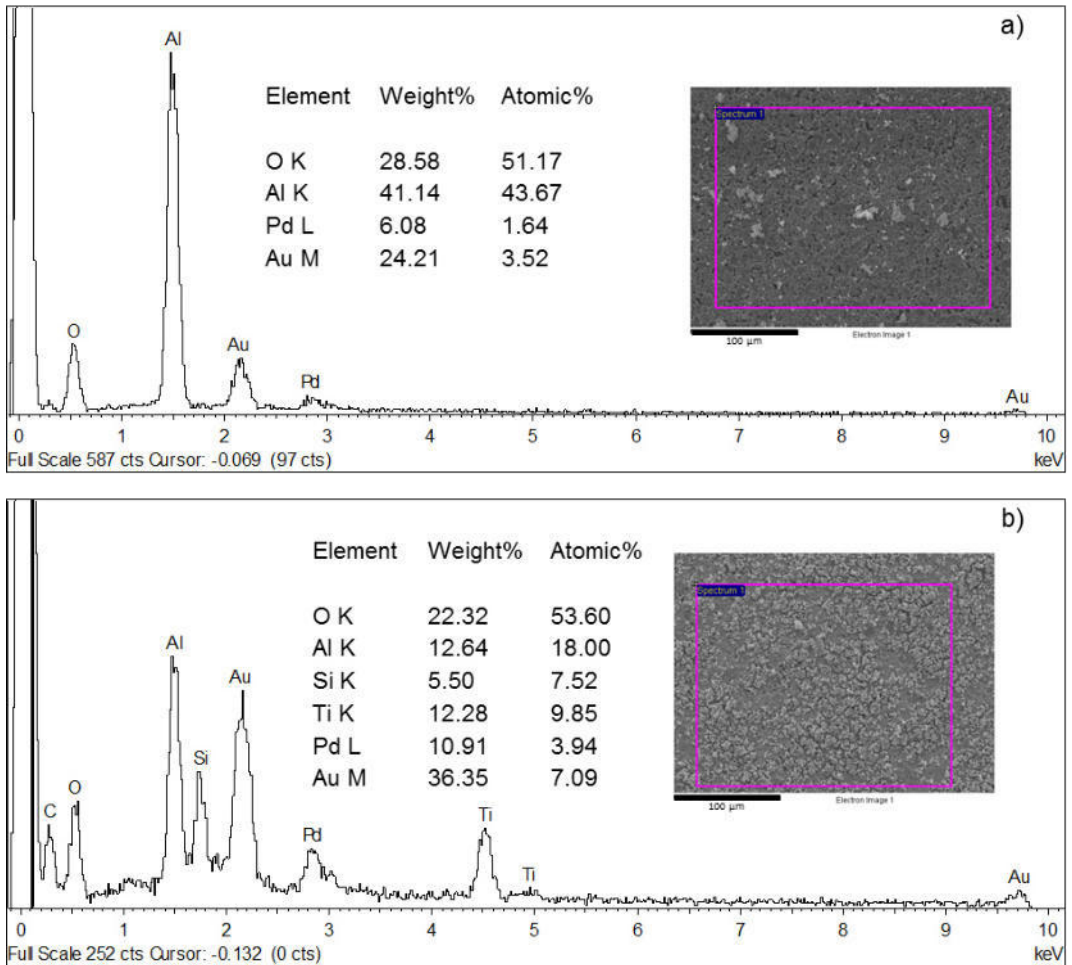 a)
Al
Element Weight% Atomic%
O K 28.58 51.17
Al K 41.14 43.67
Pd L 6.08 1.64
Au M 24.21 3.52
Spectrum 1
100 µm
Electron Image 1
O
Au
Pd
Au
0 1 2 3 4 5 6 7 8 9 10
Full Scale 587 cts Cursor: -0.069 (97 cts) keV
b)
Element Weight% Atomic%
O K 22.32 53.60
Al K 12.64 18.00
Si K 5.50 7.52
Ti K 12.28 9.85
Pd L 10.91 3.94
Au M 36.35 7.09
Spectrum 1
100 µm
Electron Image 1
Al
Au
Si
C
O
Pd
Ti
Ti
Au
0 1 2 3 4 5 6 7 8 9 10
Full Scale 252 cts Cursor: -0.132 (0 cts) keV